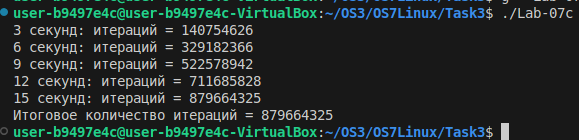 user-b9497e4c@user-b9497e4c-VirtualBox:~/OS3/OS7Linux/Task3$ ./Lab-07c
3 секунд: итераций = 140754626
6 секунд: итераций = 329182366
9 секунд: итераций = 522578942
12 секунд: итераций = 711685828
15 секунд: итераций = 879664325
Итоговое количество итераций = 879664325
user-b9497e4c@user-b9497e4c-VirtualBox:~/OS3/OS7Linux/Task3$